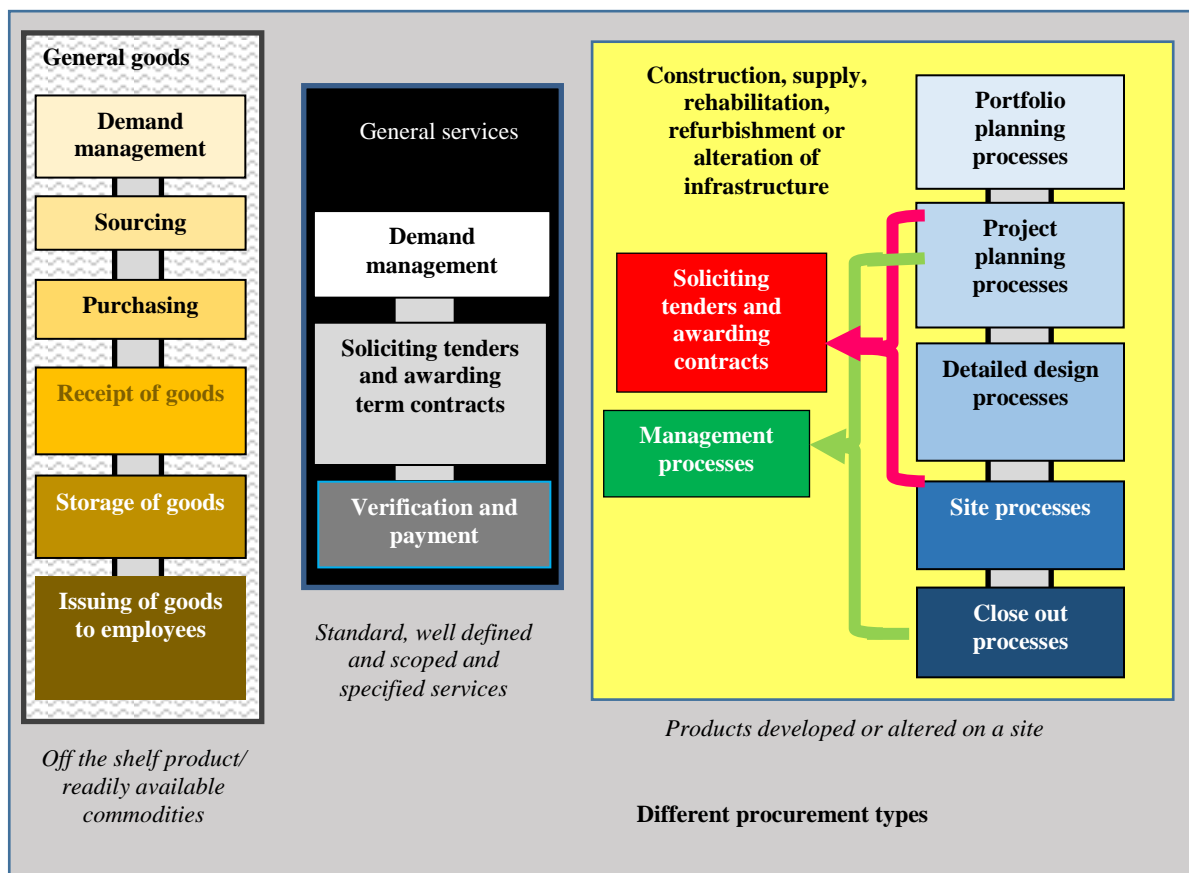 General goods
Demand
management
Sourcing
Purchasing
Receipt of goods
Storage of goods
Issuing of goods
to employees
Off the shelf product/
readily available
commodities
General services
Demand
management
Soliciting tenders
and awarding
term contracts
Verification and
payment
Standard, well defined
and scoped and
specified services
Construction, supply,
rehabilitation,
refurbishment or
alteration of
infrastructure
Soliciting
tenders and
awarding
contracts
Management
processes
Portfolio
planning
processes
Project
planning
processes
Detailed design
processes
Site processes
Close out
processes
Products developed or altered on a site
Different procurement types